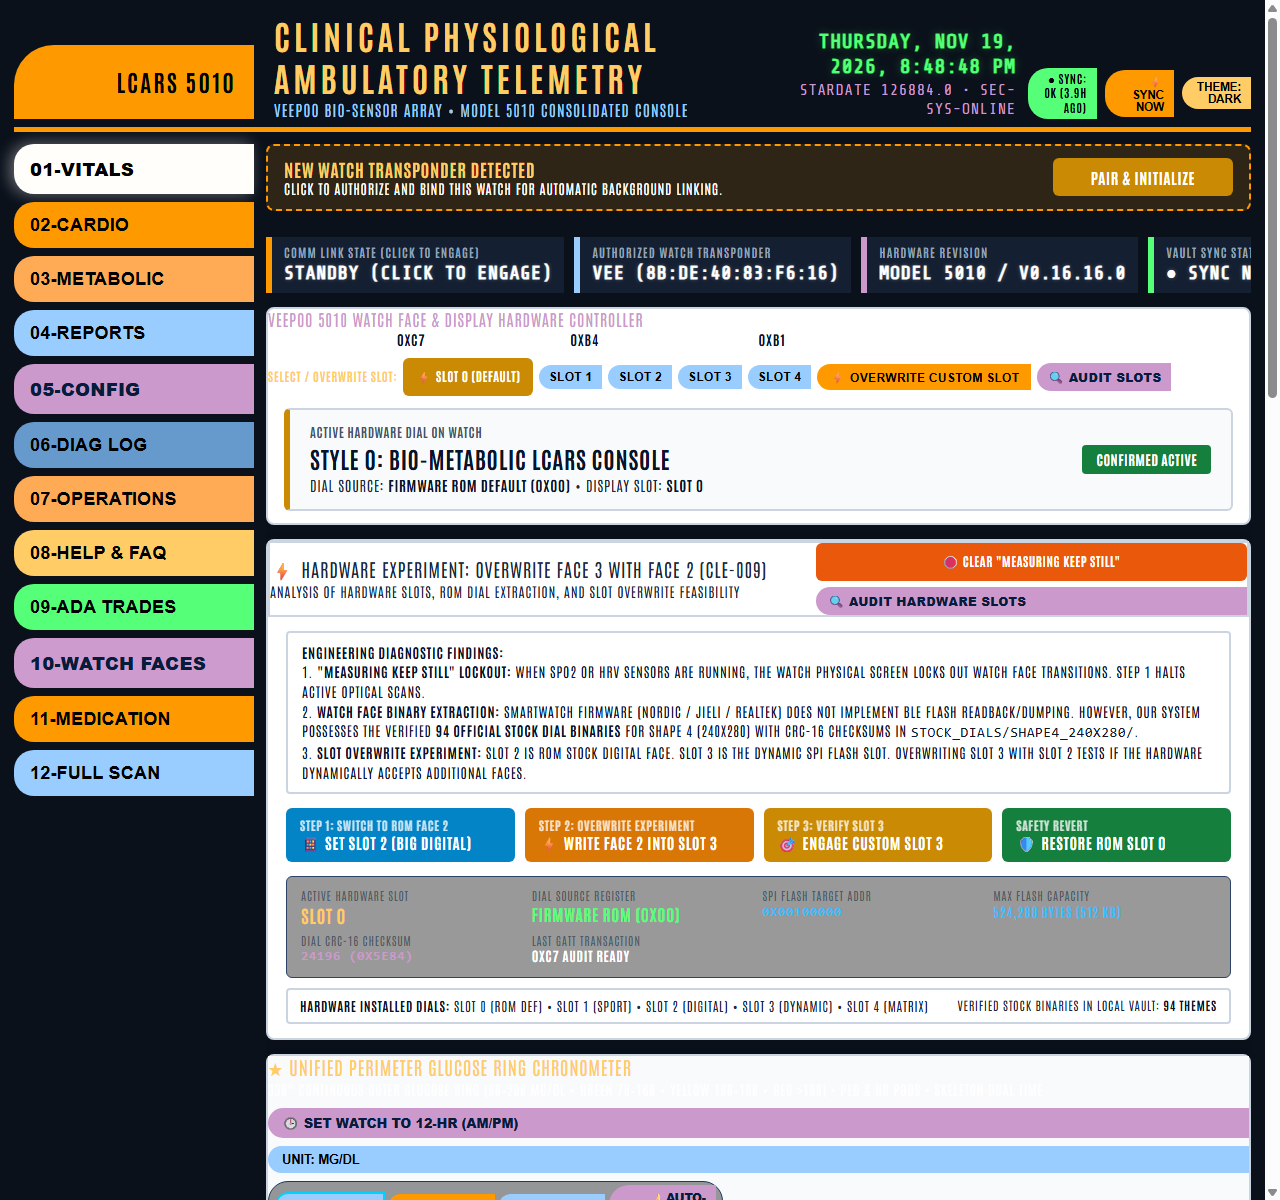 LCARS 5010
CLINICAL PHYSIOLOGICAL
AMBULATORY TELEMETRY
VEEPOO BIO-SENSOR ARRAY • MODEL 5010 CONSOLIDATED CONSOLE
THURSDAY, NOV 19,
2026, 8:48:48 PM
STARDATE 126884.0 · SEC-
SYS-ONLINE
● SYNC:
OK (3.9H
AGO)
SYNC
NOW
THEME:
DARK
01-VITALS
02-CARDIO
03-METABOLIC
04-REPORTS
05-CONFIG
06-DIAG LOG
07-OPERATIONS
08-HELP & FAQ
09-ADA TRADES
10-WATCH FACES
11-MEDICATION
12-FULL SCAN
NEW WATCH TRANSPONDER DETECTED
CLICK TO AUTHORIZE AND BIND THIS WATCH FOR AUTOMATIC BACKGROUND LINKING.
PAIR & INITIALIZE
COMM LINK STATE (CLICK TO ENGAGE)
STANDBY (CLICK TO ENGAGE)
AUTHORIZED WATCH TRANSPONDER
VEE (8B:DE:40:83:F6:16)
HARDWARE REVISION
MODEL 5010 / V0.16.16.0
VAULT SYNC STAT
● SYNC N
VEEPOO 5010 WATCH FACE & DISPLAY HARDWARE CONTROLLER
0XC7 0XB4 0XB1
SELECT / OVERWRITE SLOT: SLOT 0 (DEFAULT) SLOT 1 SLOT 2 SLOT 3 SLOT 4 OVERWRITE CUSTOM SLOT AUDIT SLOTS
ACTIVE HARDWARE DIAL ON WATCH
STYLE 0: BIO-METABOLIC LCARS CONSOLE
DIAL SOURCE: FIRMWARE ROM DEFAULT (0X00) • DISPLAY SLOT: SLOT 0
CONFIRMED ACTIVE
HARDWARE EXPERIMENT: OVERWRITE FACE 3 WITH FACE 2 (CLE-009)
ANALYSIS OF HARDWARE SLOTS, ROM DIAL EXTRACTION, AND SLOT OVERWRITE FEASIBILITY
CLEAR "MEASURING KEEP STILL"
AUDIT HARDWARE SLOTS
ENGINEERING DIAGNOSTIC FINDINGS:
1. "MEASURING KEEP STILL" LOCKOUT: WHEN SPO2 OR HRV SENSORS ARE RUNNING, THE WATCH PHYSICAL SCREEN LOCKS OUT WATCH FACE TRANSITIONS. STEP 1 HALTS
ACTIVE OPTICAL SCANS.
2. WATCH FACE BINARY EXTRACTION: SMARTWATCH FIRMWARE (NORDIC / JIELI / REALTEK) DOES NOT IMPLEMENT BLE FLASH READBACK/DUMPING. HOWEVER, OUR SYSTEM
POSSESSES THE VERIFIED 94 OFFICIAL STOCK DIAL BINARIES FOR SHAPE 4 (240X280) WITH CRC-16 CHECKSUMS IN STOCK_DIALS/SHAPE4_240X280/.
3. SLOT OVERWRITE EXPERIMENT: SLOT 2 IS ROM STOCK DIGITAL FACE. SLOT 3 IS THE DYNAMIC SPI FLASH SLOT. OVERWRITING SLOT 3 WITH SLOT 2 TESTS IF THE HARDWARE
DYNAMICALLY ACCEPTS ADDITIONAL FACES.
STEP 1: SWITCH TO ROM FACE 2
SET SLOT 2 (BIG DIGITAL)
STEP 2: OVERWRITE EXPERIMENT
WRITE FACE 2 INTO SLOT 3
STEP 3: VERIFY SLOT 3
ENGAGE CUSTOM SLOT 3
SAFETY REVERT
RESTORE ROM SLOT 0
ACTIVE HARDWARE SLOT
SLOT 0
DIAL SOURCE REGISTER
FIRMWARE ROM (0X00)
SPI FLASH TARGET ADDR
0X00100000
MAX FLASH CAPACITY
524,288 BYTES (512 KB)
DIAL CRC-16 CHECKSUM
24196 (0X5E84)
LAST GATT TRANSACTION
0XC7 AUDIT READY
HARDWARE INSTALLED DIALS: SLOT 0 (ROM DEF) • SLOT 1 (SPORT) • SLOT 2 (DIGITAL) • SLOT 3 (DYNAMIC) • SLOT 4 (MATRIX)
VERIFIED STOCK BINARIES IN LOCAL VAULT: 94 THEMES
★ UNIFIED PERIMETER GLUCOSE RING CHRONOMETER
SET WATCH TO 12-HR (AM/PM)
UNIT: MG/DL
AUTO-